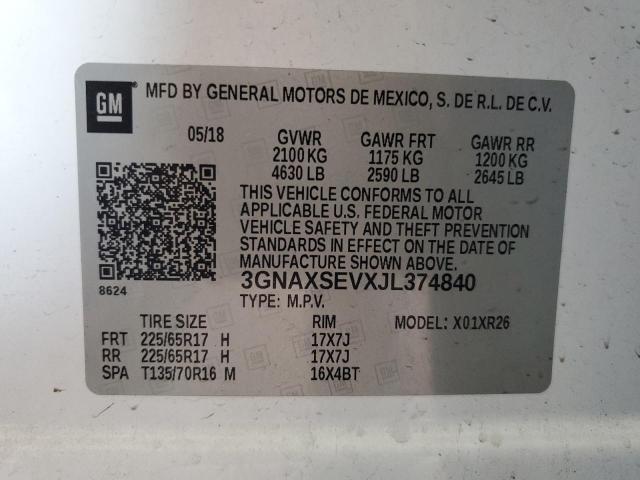 GM
MFD BY GENERAL MOTORS DE MEXICO, S. DE R.L. DE C.V.
05/18 GVWR GAWR FRT GAWR RR
2100 KG 1175 KG 1200 KG
4630 LB 2590 LB 2645 LB
THIS VEHICLE CONFORMS TO ALL
APPLICABLE U.S. FEDERAL MOTOR
VEHICLE SAFETY AND THEFT PREVENTION
STANDARDS IN EFFECT ON THE DATE OF
MANUFACTURE SHOWN ABOVE.
8624
3GNAXSEVXJL374840
TYPE: M.P.V.
TIRE SIZE RIM MODEL: X01XR26
FRT 225/65R17 H 17X7J
RR 225/65R17 H 17X7J
SPA T135/70R16 M 16X4BT